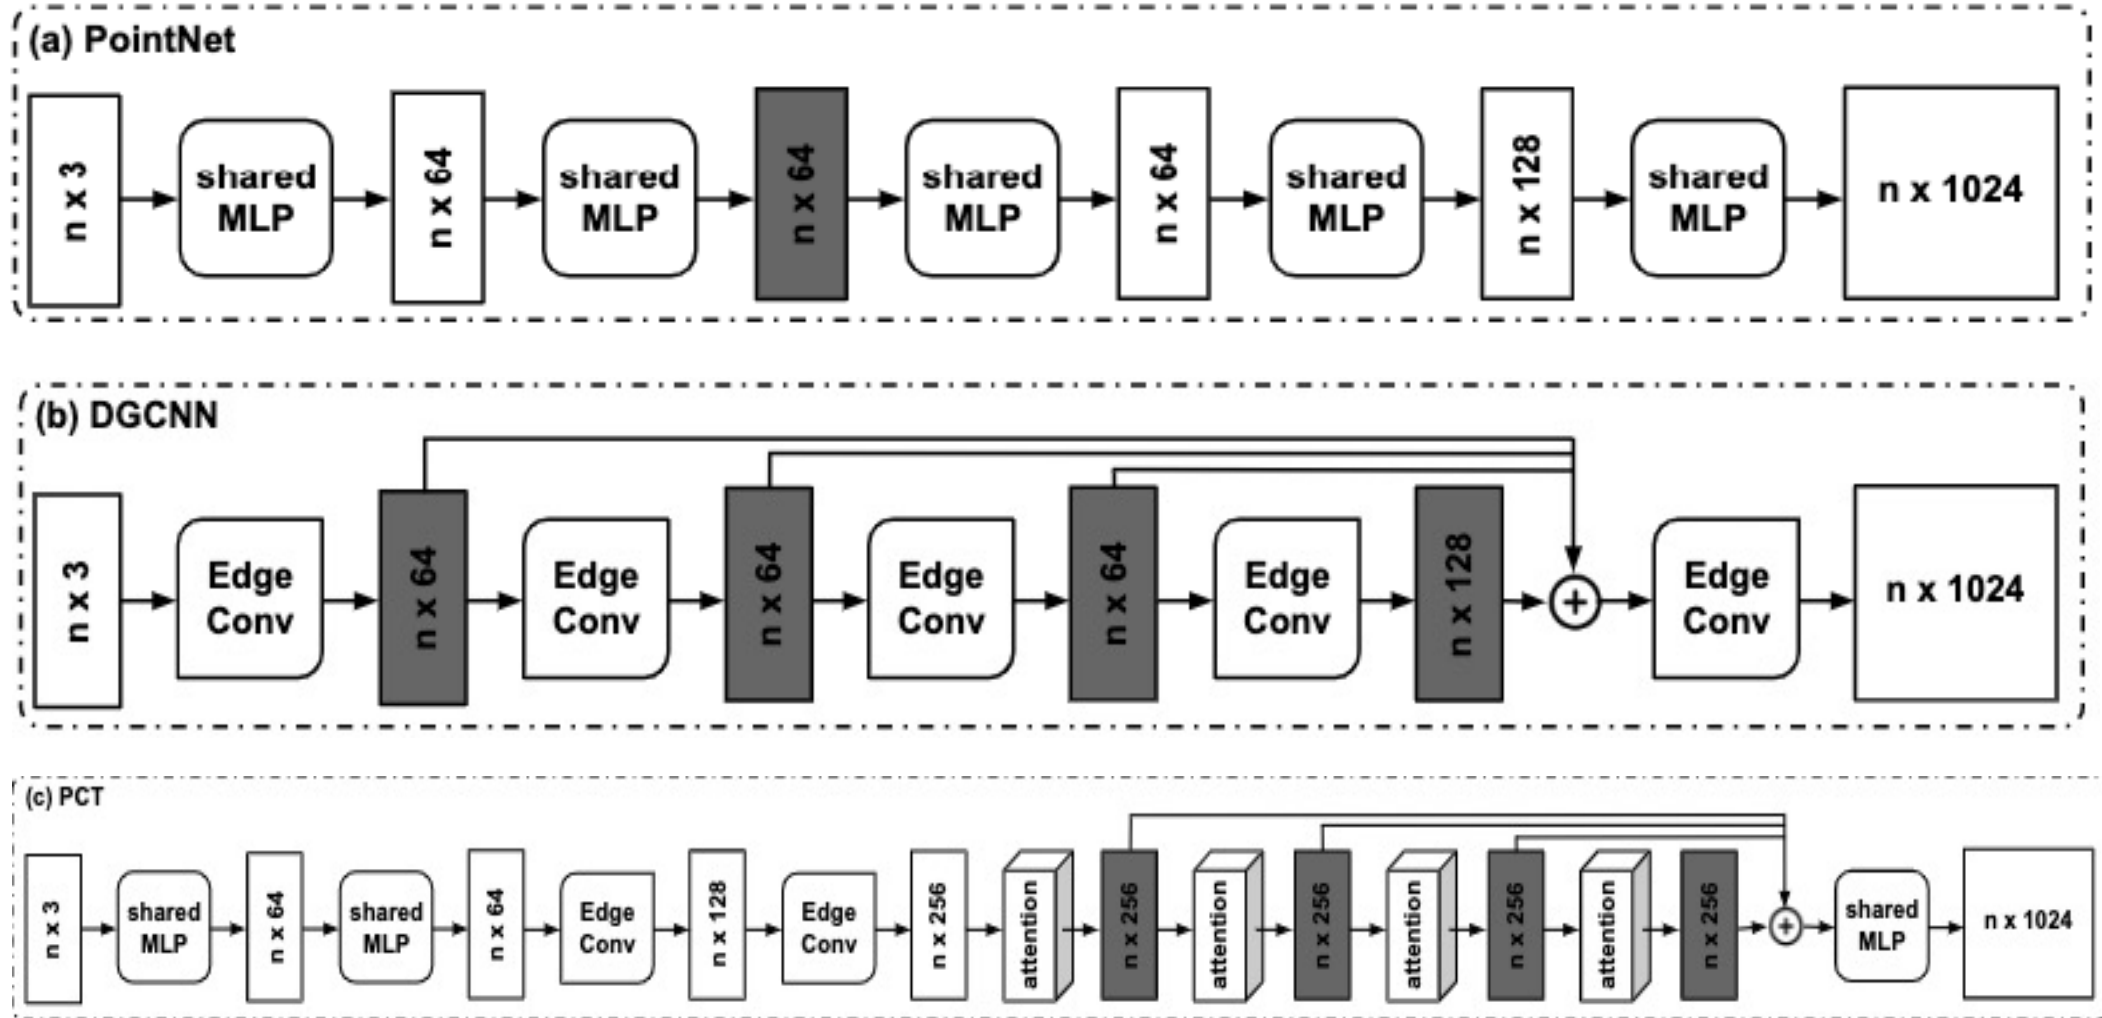 (a) PointNet
n x 3
shared
MLP
n x 64
shared
MLP
n x 64
shared
MLP
n x 64
shared
MLP
n x 128
shared
MLP
n x 1024
(b) DGCNN
n x 3
Edge
Conv
n x 64
Edge
Conv
n x 64
Edge
Conv
n x 64
Edge
Conv
n x 128
+
Edge
Conv
n x 1024
(c) PCT
n x 3
shared
MLP
n x 64
shared
MLP
n x 64
Edge
Conv
n x 128
Edge
Conv
n x 256
attention
n x 256
attention
n x 256
attention
n x 256
attention
n x 256
+
shared
MLP
n x 1024